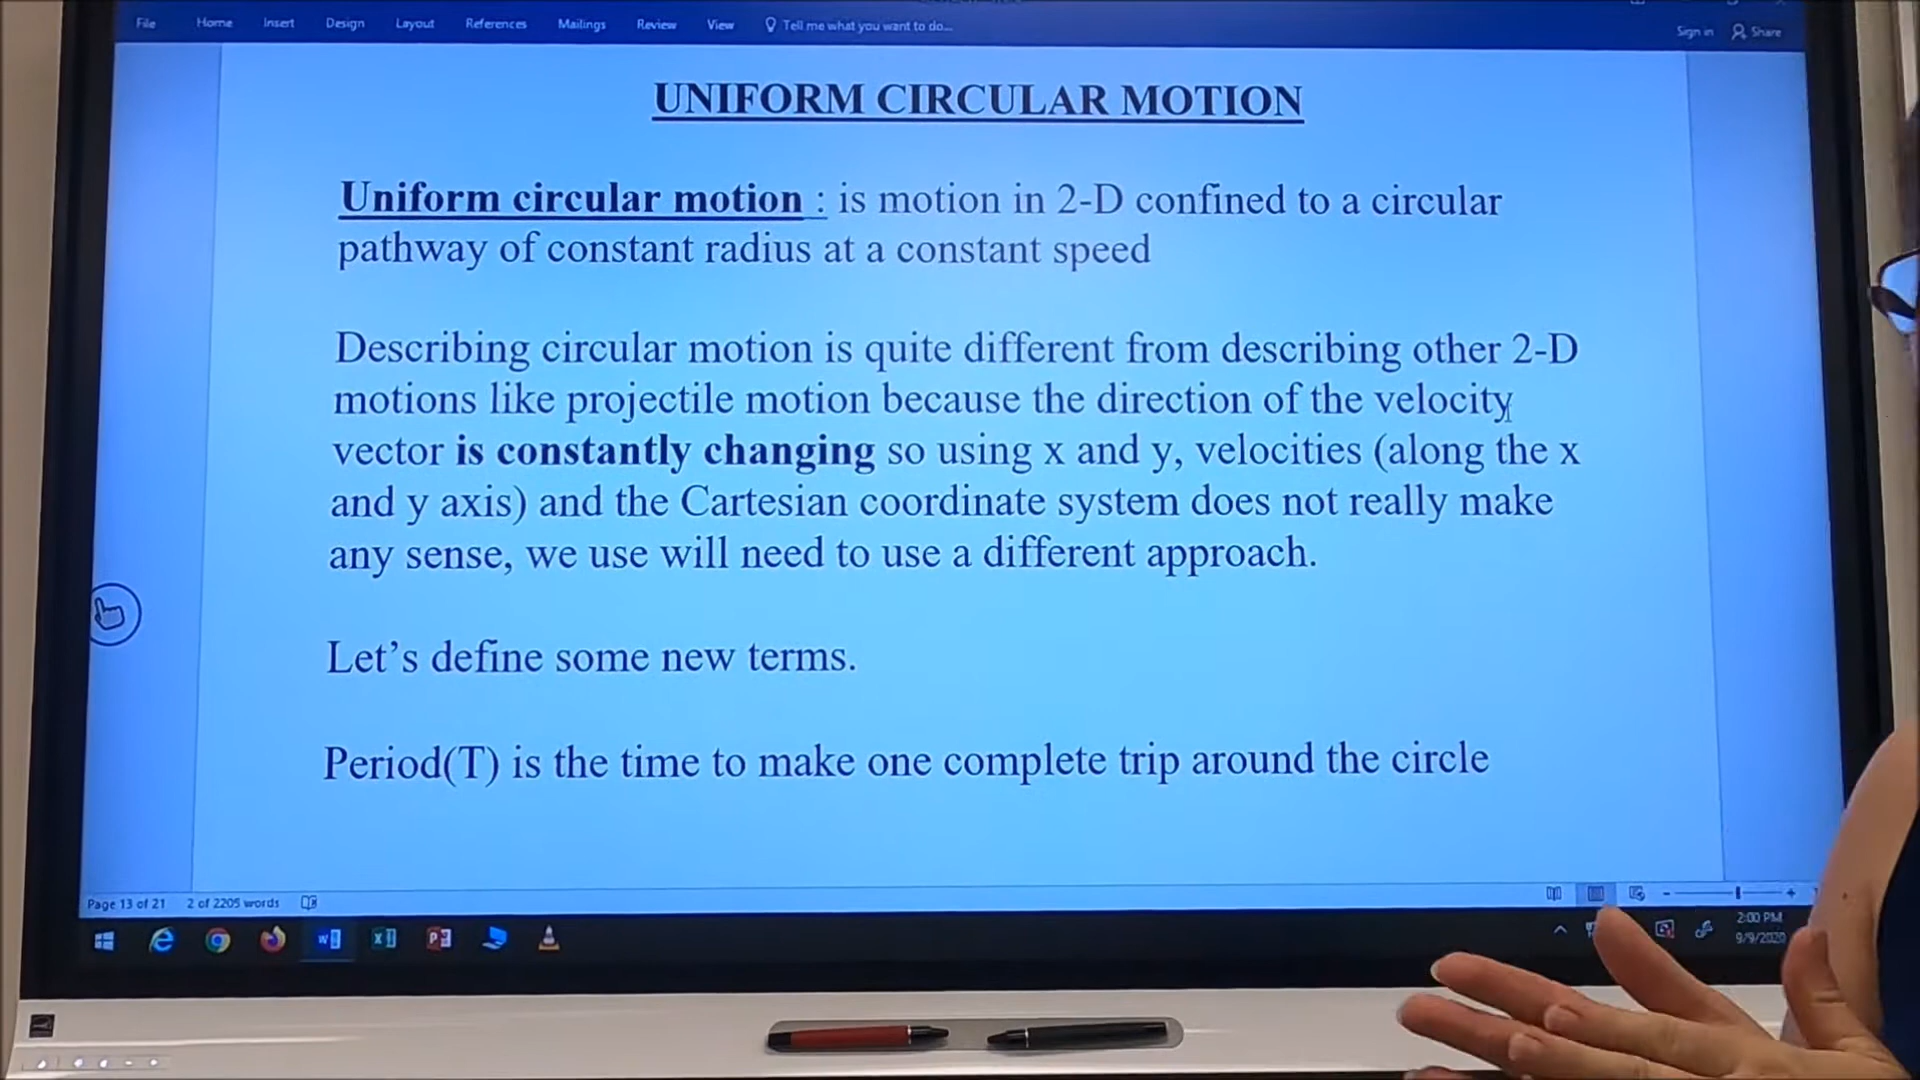 File Home Insert Design Layout References Mailings Review View Tell me what you want to do...
Sign in Share
UNIFORM CIRCULAR MOTION
Uniform circular motion : is motion in 2-D confined to a circular
pathway of constant radius at a constant speed
Describing circular motion is quite different from describing other 2-D
motions like projectile motion because the direction of the velocity
vector is constantly changing so using x and y, velocities (along the x
and y axis) and the Cartesian coordinate system does not really make
any sense, we use will need to use a different approach.
Let’s define some new terms.
Period(T) is the time to make one complete trip around the circle
Page 13 of 21 2 of 2205 words
2:00 PM
9/9/2020